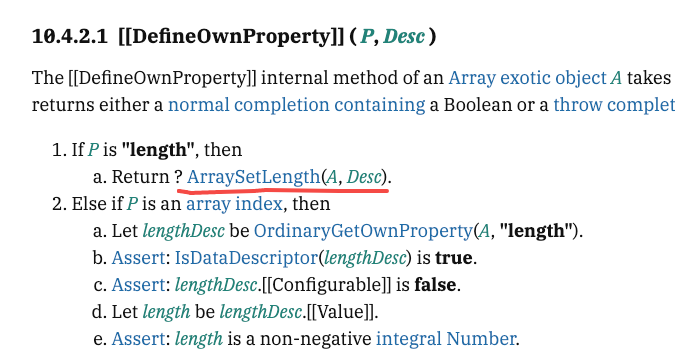 10.4.2.1 [[DefineOwnProperty]] ( P, Desc )
The [[DefineOwnProperty]] internal method of an Array exotic object A takes
returns either a normal completion containing a Boolean or a throw complet
1. If P is "length", then
a. Return ? ArraySetLength(A, Desc).
2. Else if P is an array index, then
a. Let lengthDesc be OrdinaryGetOwnProperty(A, "length").
b. Assert: IsDataDescriptor(lengthDesc) is true.
c. Assert: lengthDesc.[[Configurable]] is false.
d. Let length be lengthDesc.[[Value]].
e. Assert: length is a non-negative integral Number.